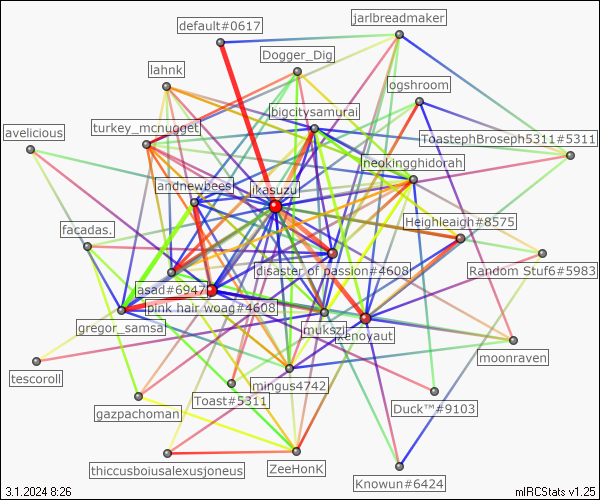 jarlbreadmaker
default#0617
Dogger_Dig
lahnk
ogshroom
bigcitysamurai
turkey_mcnugget
avelicious
ToastephBroseph5311#5311
neokingghidorah
andnewbees
jikasuzu
Heighleaigh#8575
facadas.
disaster of passion#4608
Random Stuf6#5983
asad#6947
pink hair woag#4608
gregor_samsa
mukszi
xenoyaut
moonraven
tescoroll
mingus4742
Toast#5311
Duck™#9103
gazpachoman
thiccusboiusalexusjoneus
ZeeHonK
Knowun#6424
3.1.2024 8:26
mIRCStats v1.25